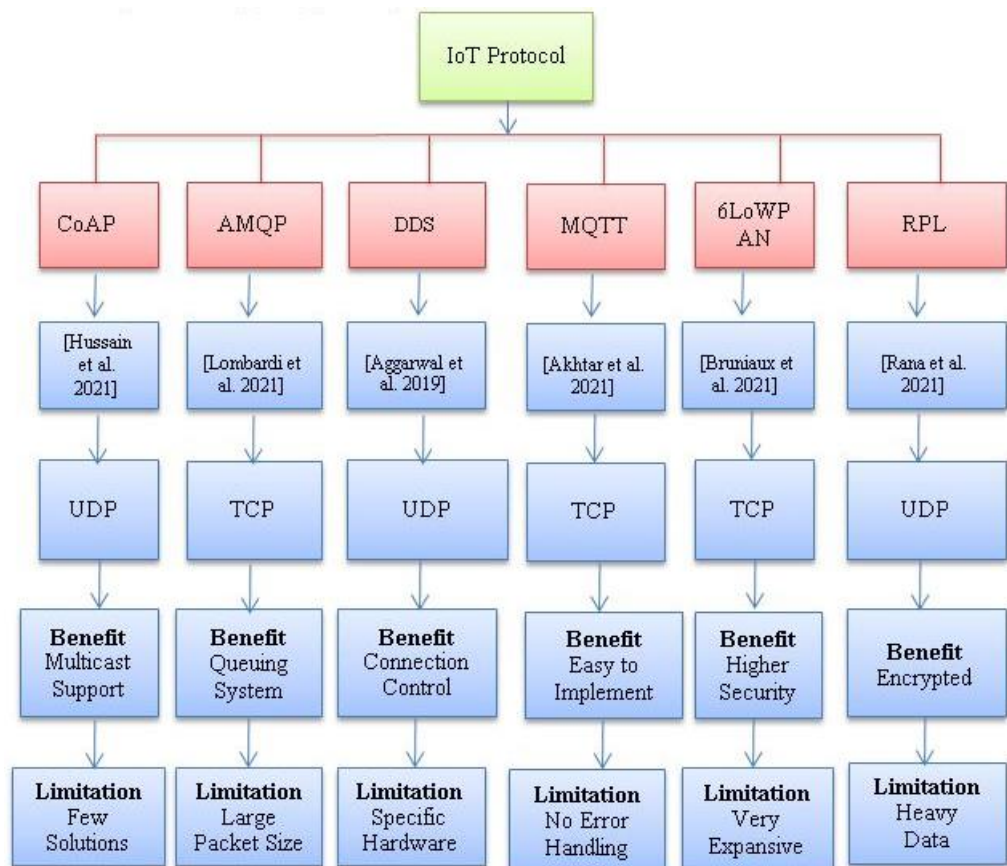 IoT Protocol
CoAP
AMQP
DDS
MQTT
6LoWP
AN
RPL
[Hussain
et al.
2021]
[Lombardi et
al. 2021]
[Aggarwal
et al. 2019]
[Akhtar et
al. 2021]
[Bruniaux
et al. 2021]
[Rana et al.
2021]
UDP
TCP
UDP
TCP
TCP
UDP
Benefit
Multicast
Support
Benefit
Queuing
System
Benefit
Connection
Control
Benefit
Easy to
Implement
Benefit
Higher
Security
Benefit
Encrypted
Limitation
Few
Solutions
Limitation
Large
Packet Size
Limitation
Specific
Hardware
Limitation
No Error
Handling
Limitation
Very
Expansive
Limitation
Heavy
Data